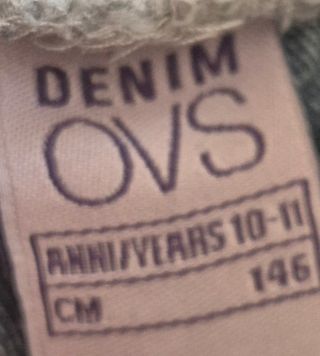 DENIM
OVS
ANNI/YEARS 10-11
CM 146